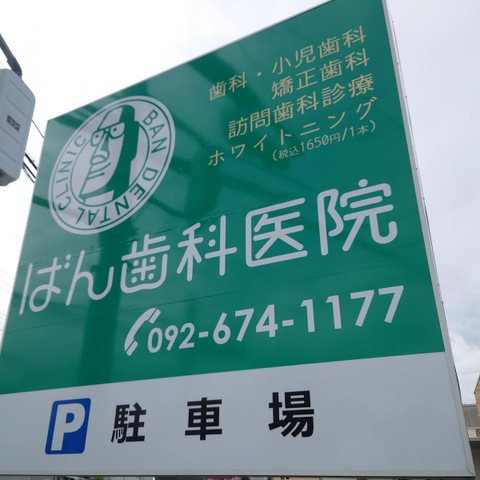 歯科・小児歯科
矯正歯科
訪問歯科診療
ホワイトニング
(税込1650円/1本)
BAN DENTAL CLINIC
ばん歯科医院
092-674-1177
P 駐車場